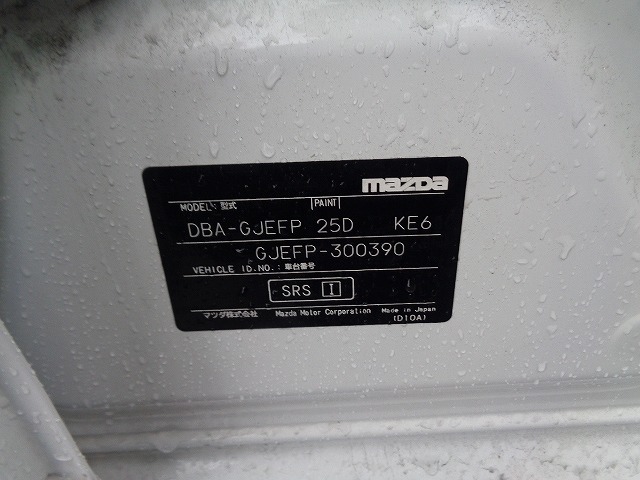 mazda
MODEL: 型式 PAINT
DBA-GJEFP 25D KE6
GJEFP-300390
VEHICLE ID.NO.: 車台番号
SRS I
マツダ株式会社 Mazda Motor Corporation Made in Japan
(D10A)